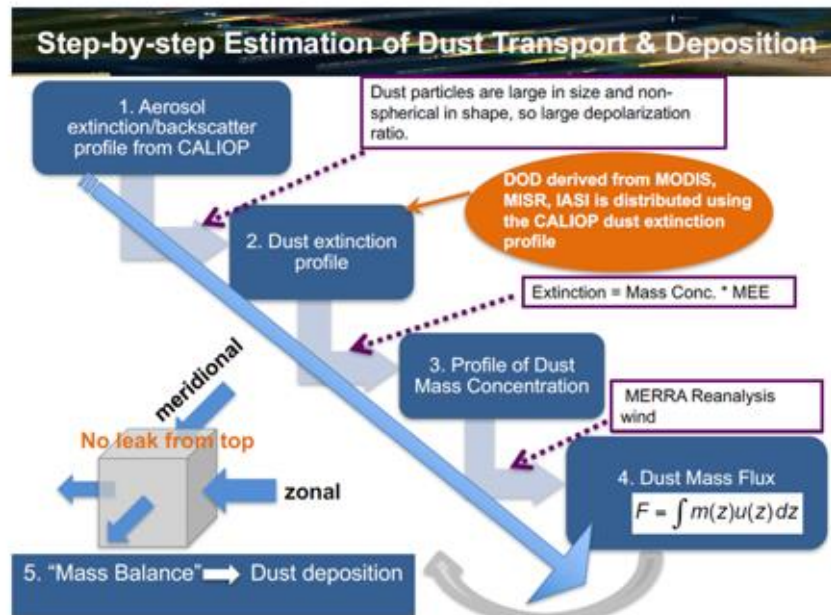 Step-by-step Estimation of Dust Transport & Deposition
1. Aerosol
extinction/backscatter
profile from CALIOP
Dust particles are large in size and non-
spherical in shape, so large depolarization
ratio.
DOD derived from MODIS,
MISR, IASI is distributed using
the CALIOP dust extinction
profile
2. Dust extinction
profile
Extinction = Mass Conc. * MEE
3. Profile of Dust
Mass Concentration
MERRA Reanalysis
wind
4. Dust Mass Flux
F = ∫ m(z)u(z)dz
meridional
No leak from top
zonal
5. “Mass Balance” → Dust deposition